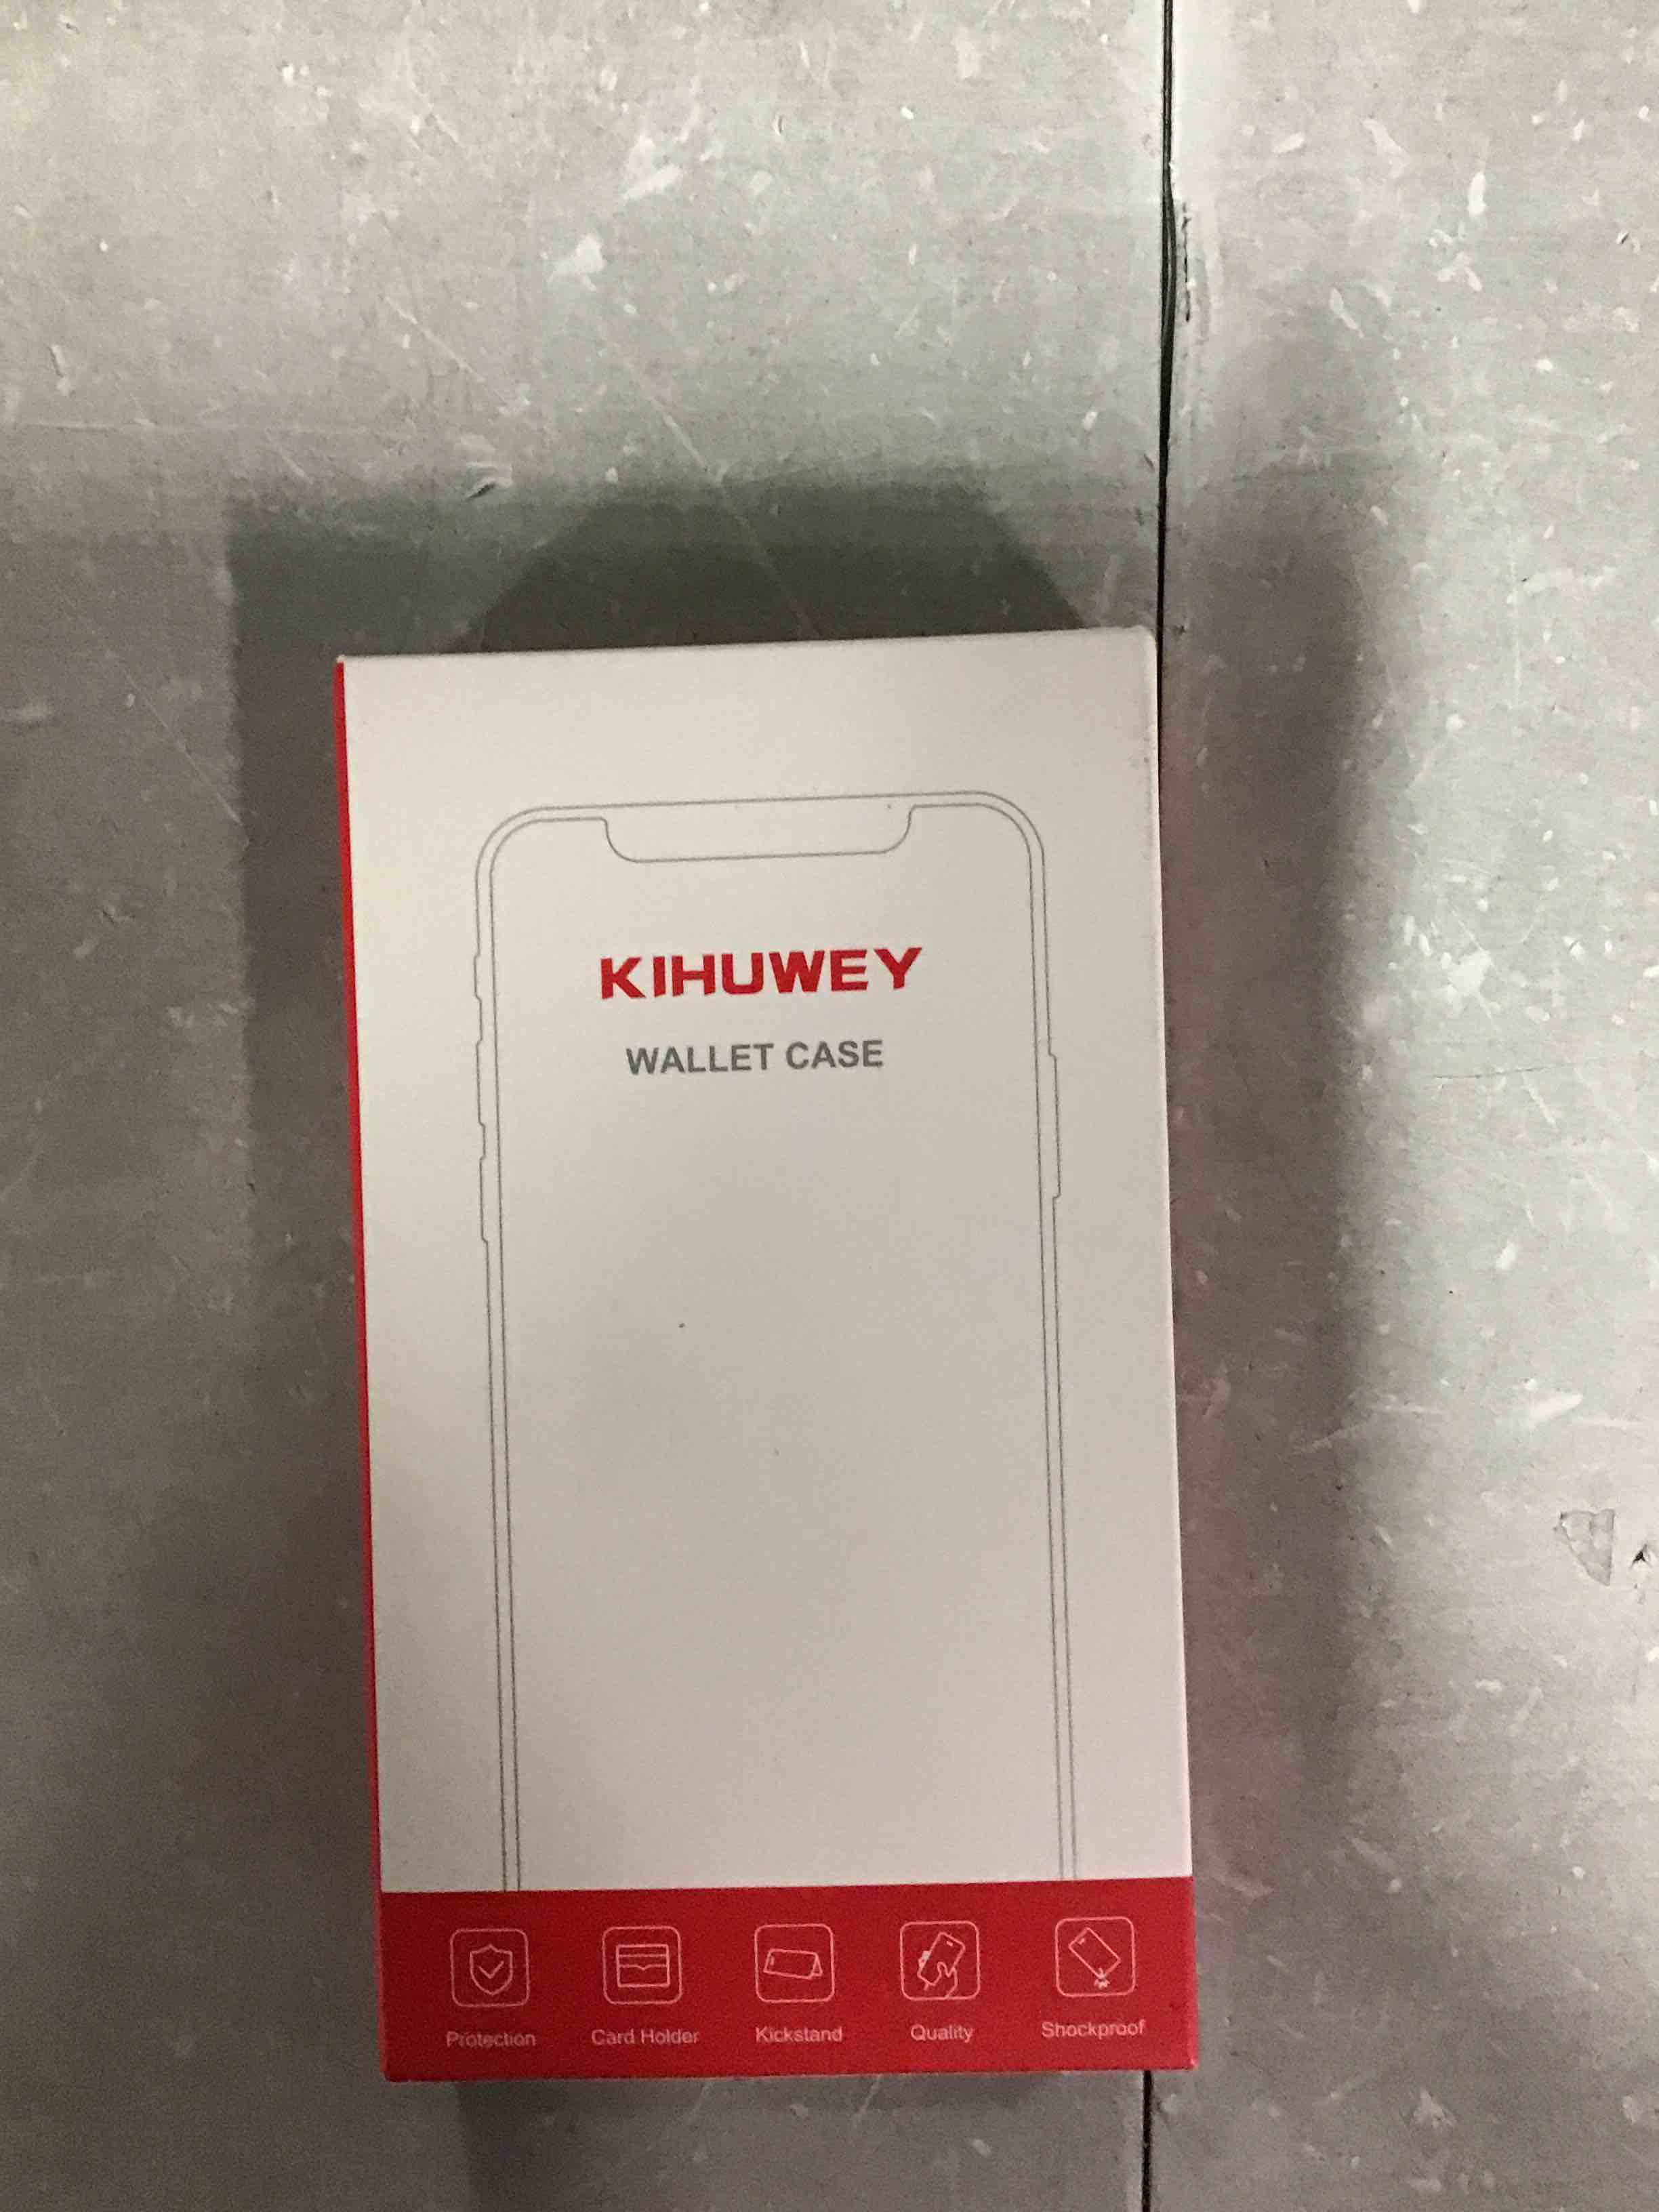 KIHUWEY
WALLET CASE
Protection Card Holder Kickstand Quality Shockproof